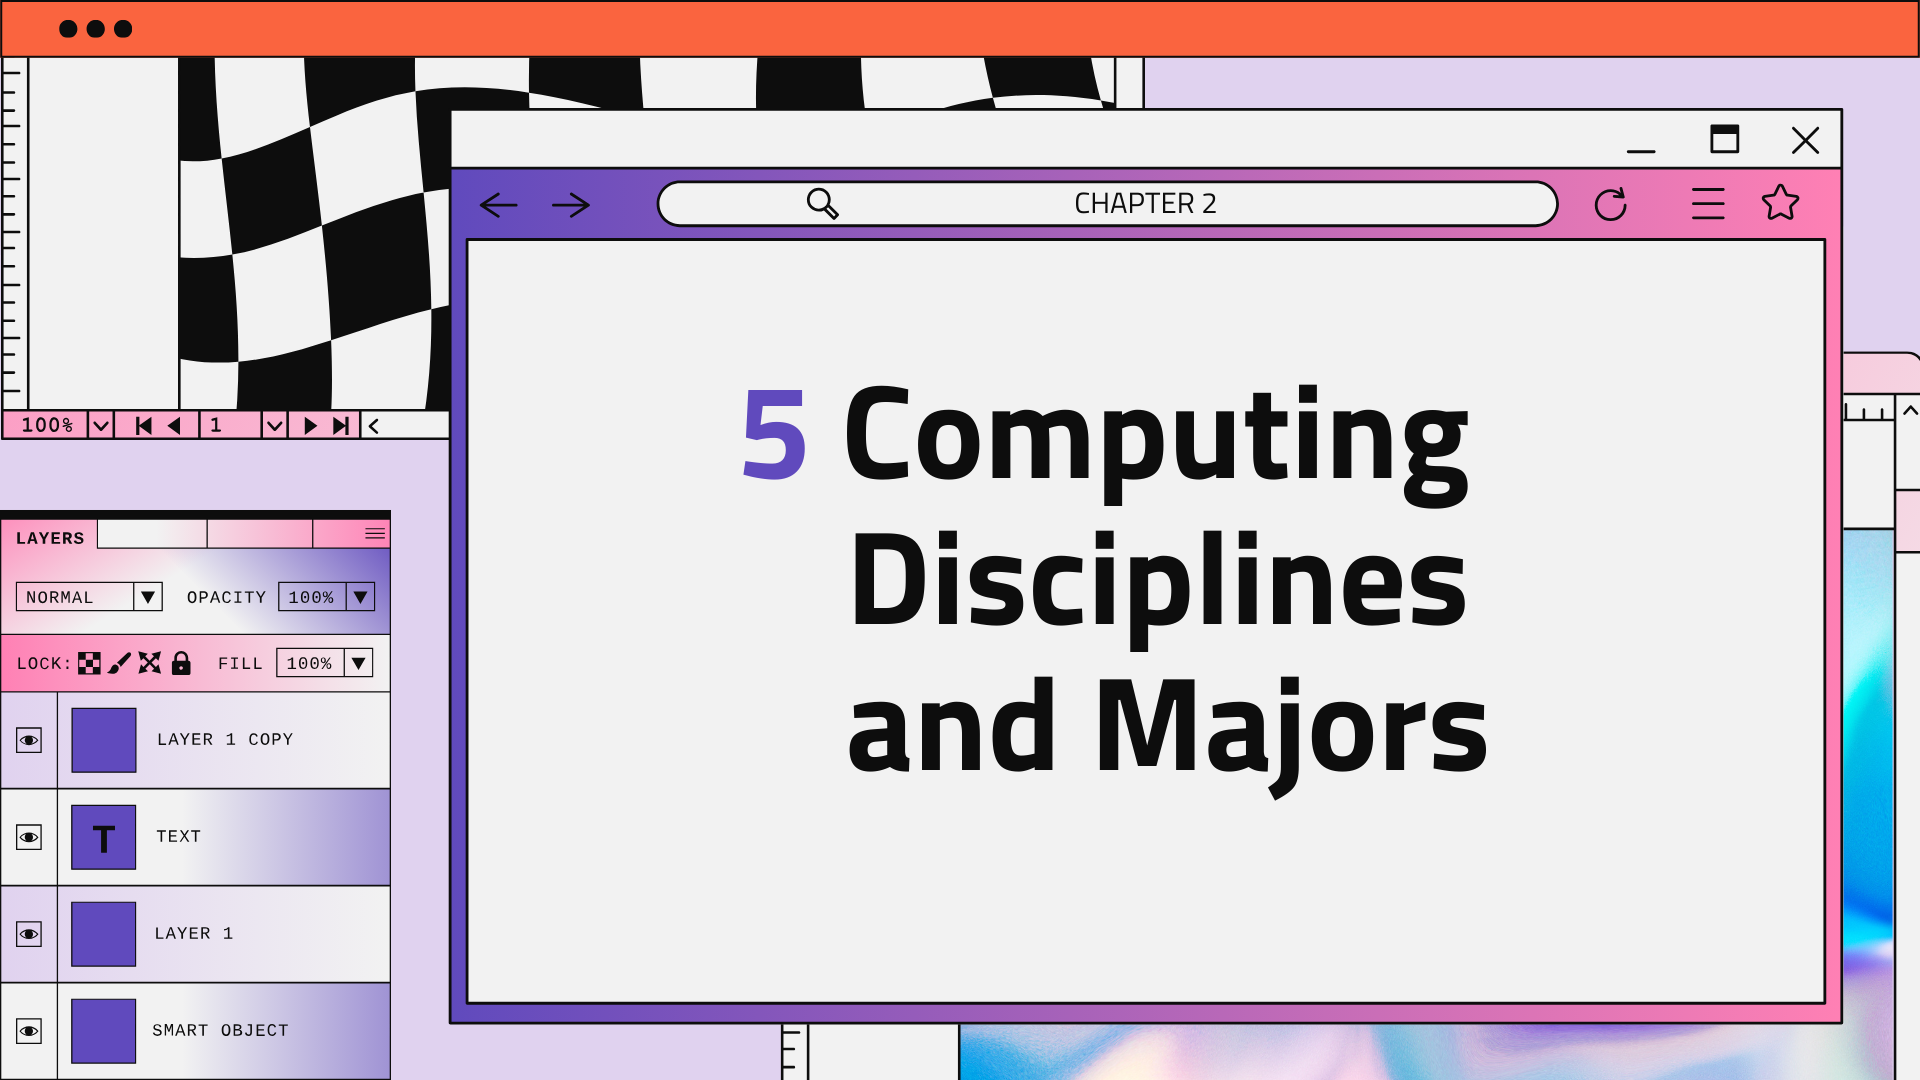 CHAPTER 2
5 Computing
Disciplines
and Majors
100% 1
LAYERS
NORMAL OPACITY 100%
LOCK: FILL 100%
LAYER 1 COPY
T TEXT
LAYER 1
SMART OBJECT